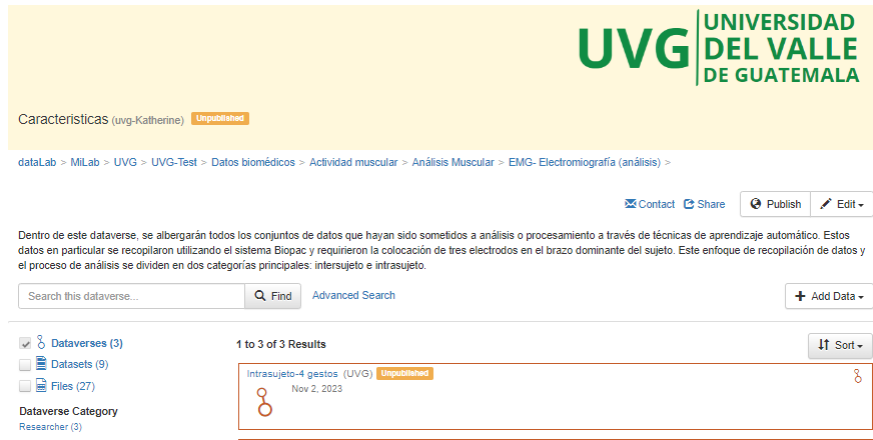 UVG UNIVERSIDAD
DEL VALLE
DE GUATEMALA
Caracteristicas (uvg-Katherine) Unpublished
dataLab > MiLab > UVG > UVG-Test > Datos biomédicos > Actividad muscular > Análisis Muscular > EMG- Electromiografía (análisis) >
Contact Share Publish Edit
Dentro de este dataverse, se albergarán todos los conjuntos de datos que hayan sido sometidos a análisis o procesamiento a través de técnicas de aprendizaje automático. Estos
datos en particular se recopilaron utilizando el sistema Biopac y requirieron la colocación de tres electrodos en el brazo dominante del sujeto. Este enfoque de recopilación de datos y
el proceso de análisis se dividen en dos categorías principales: intersujeto e intrasujeto.
Search this dataverse... Find Advanced Search + Add Data
Dataverses (3) 1 to 3 of 3 Results Sort
Datasets (9) Intrasujeto-4 gestos (UVG) Unpublished
Files (27) Nov 2, 2023
Dataverse Category
Researcher (3)